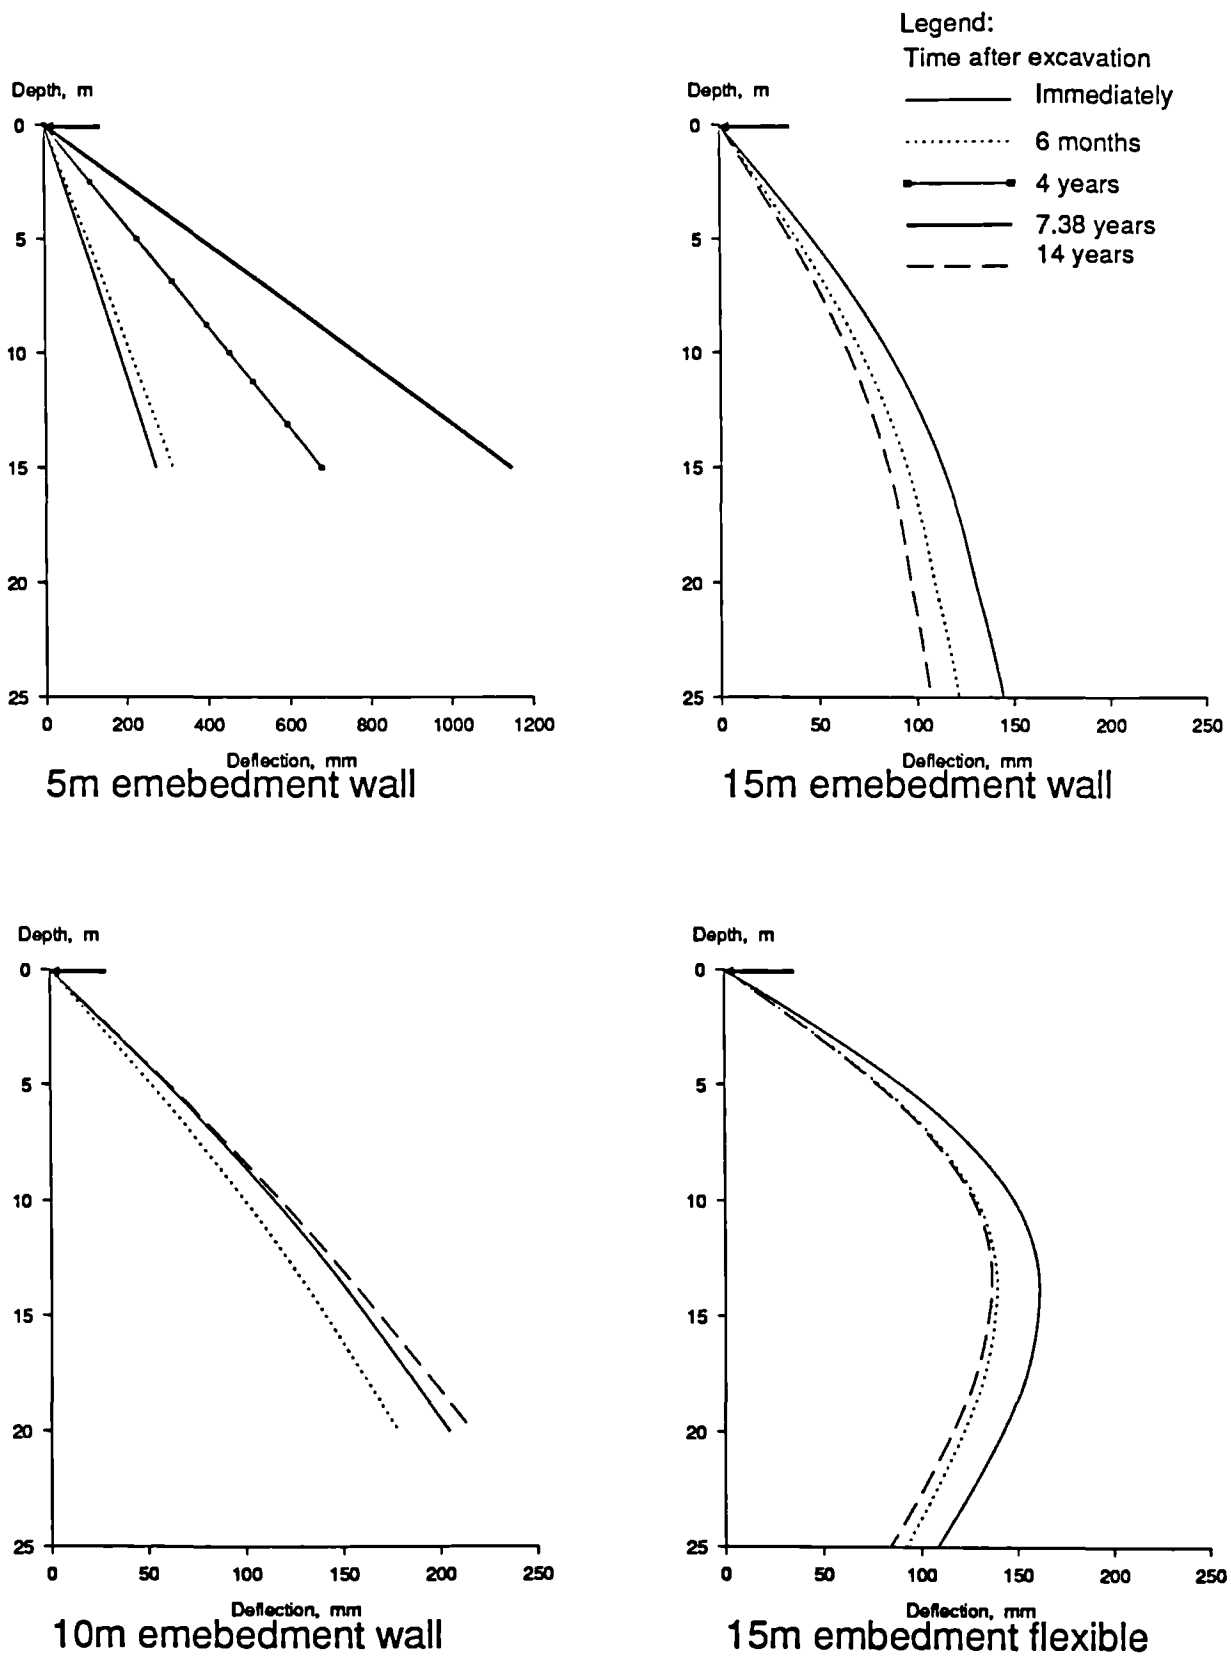 Legend:
Time after excavation
Immediately
6 months
4 years
7.38 years
14 years
Depth, m
0
5
10
15
20
25
0 200 400 600 800 1000 1200
Deflection, mm
5m emebedment wall
Depth, m
0
5
10
15
20
25
0 50 100 150 200 250
Deflection, mm
15m emebedment wall
Depth, m
0
5
10
15
20
25
0 50 100 150 200 250
Deflection, mm
10m emebedment wall
Depth, m
0
5
10
15
20
25
0 50 100 150 200 250
Deflection, mm
15m embedment flexible